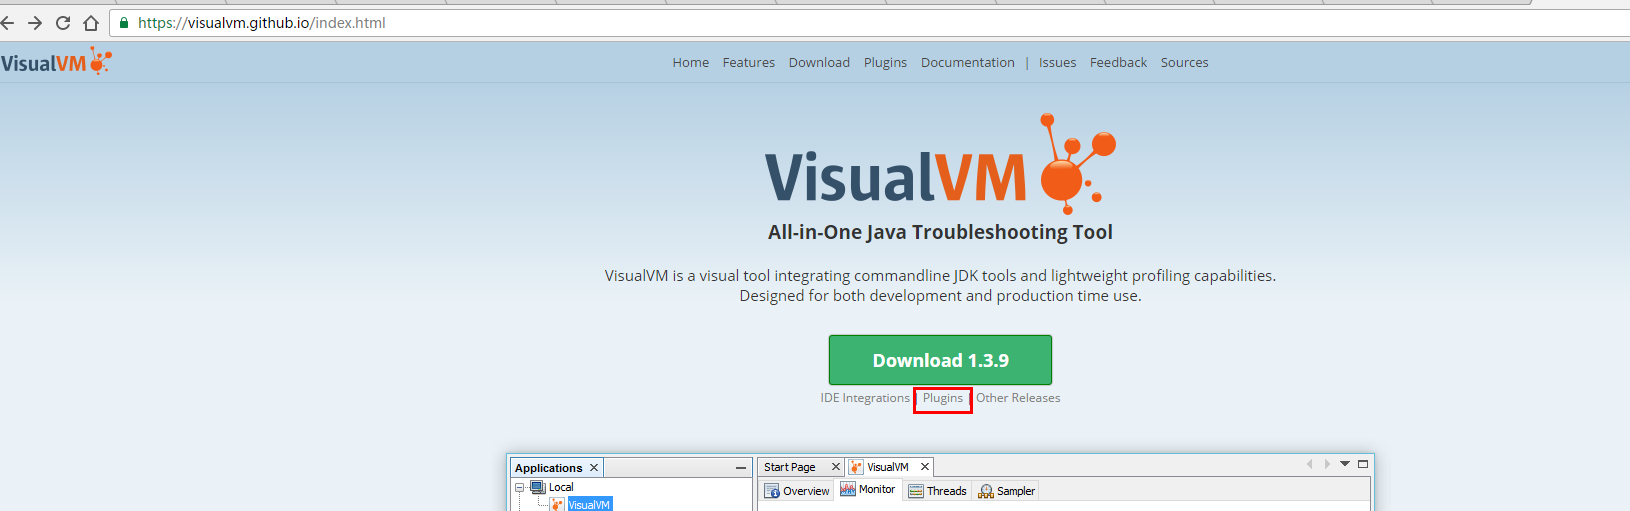 https://visualvm.github.io/index.html
VisualVM
Home Features Download Plugins Documentation | Issues Feedback Sources
VisualVM
All-in-One Java Troubleshooting Tool
VisualVM is a visual tool integrating commandline JDK tools and lightweight profiling capabilities.
Designed for both development and production time use.
Download 1.3.9
IDE Integrations | Plugins | Other Releases
Applications
Start Page VisualVM
Local
Overview Monitor Threads Sampler
VisualVM